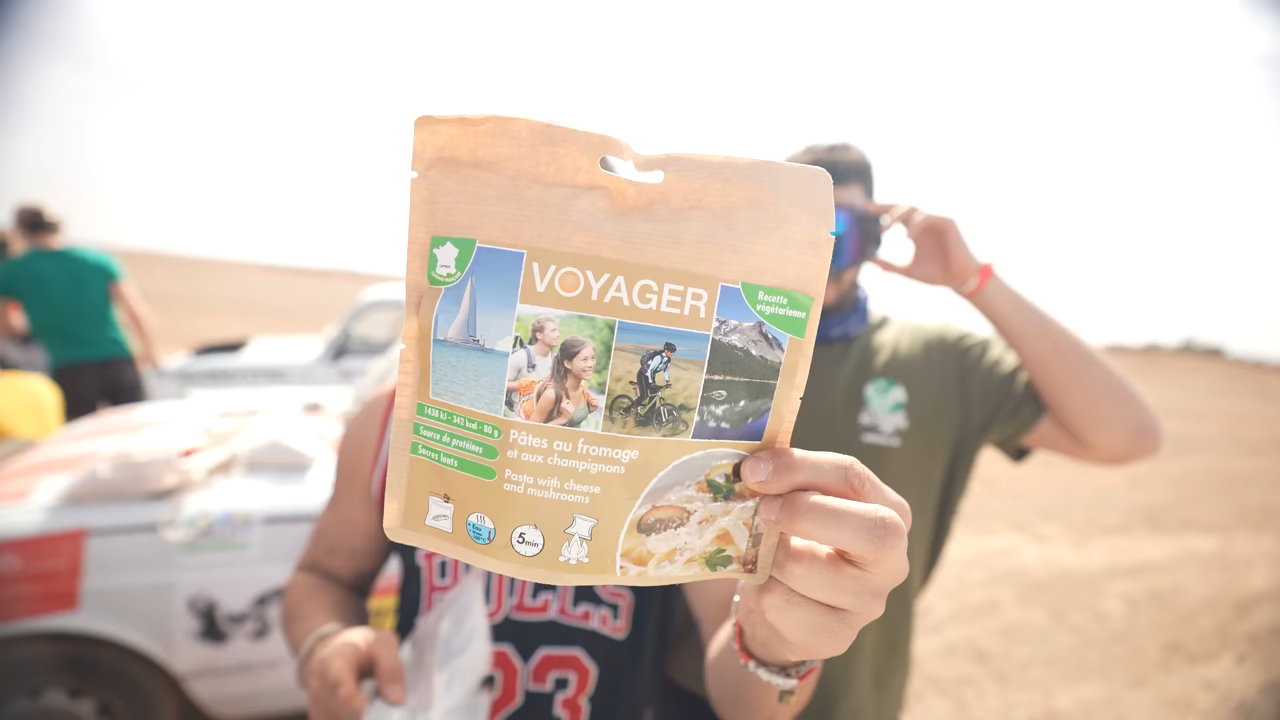 VOYAGER
Recette
végétarienne
1438 kJ - 342 kcal - 80 g
Source de protéines
Sucres lents
Pâtes au fromage
et aux champignons
Pasta with cheese
and mushrooms
5min
BULLS
23